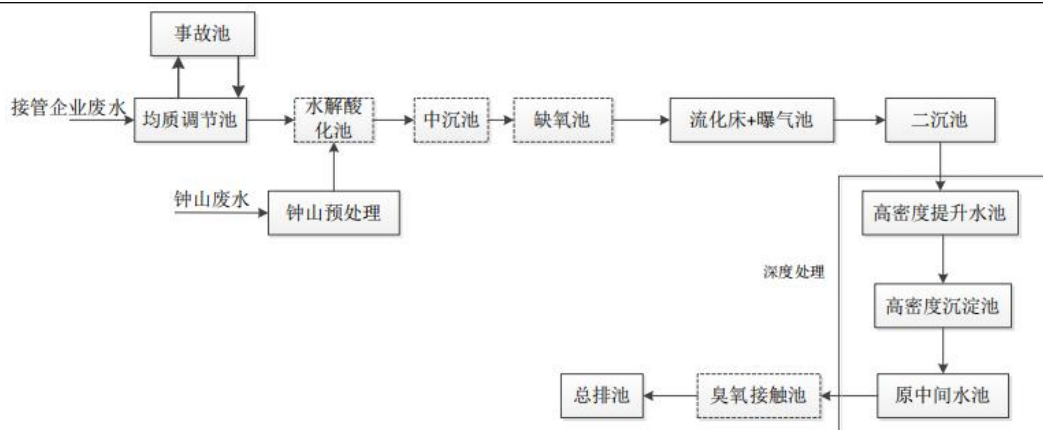 事故池
接管企业废水
均质调节池
水解酸
化池
中沉池
缺氧池
流化床+曝气池
二沉池
钟山废水
钟山预处理
高密度提升水池
深度处理
高密度沉淀池
总排池
臭氧接触池
原中间水池